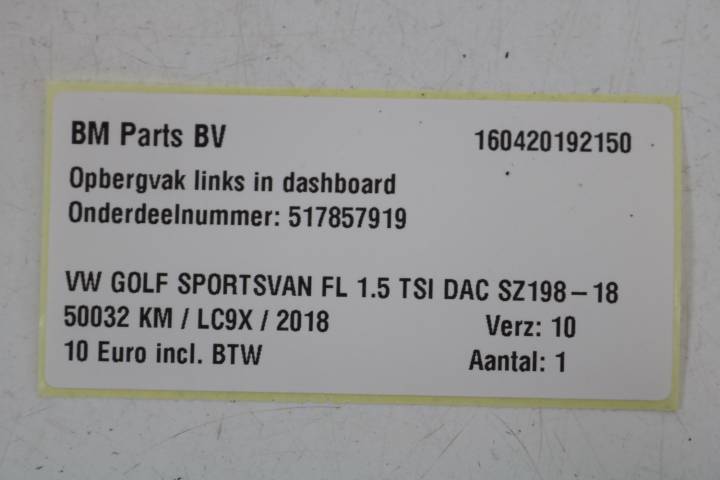 BM Parts BV 160420192150
Opbergvak links in dashboard
Onderdeelnummer: 517857919
VW GOLF SPORTSVAN FL 1.5 TSI DAC SZ198-18
50032 KM / LC9X / 2018 Verz: 10
10 Euro incl. BTW Aantal: 1